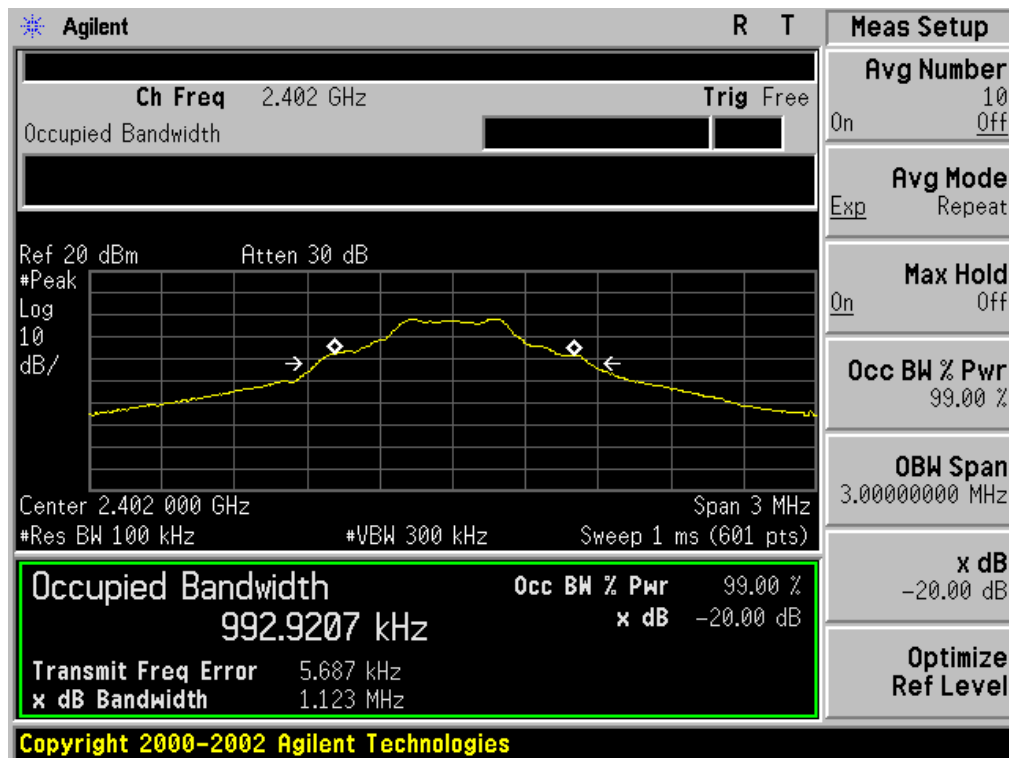 Agilent R T
Meas Setup
Ch Freq 2.402 GHz Trig Free
Occupied Bandwidth
Ref 20 dBm Atten 30 dB
#Peak
Log
10
dB/
Center 2.402 000 GHz Span 3 MHz
#Res BW 100 kHz #VBW 300 kHz Sweep 1 ms (601 pts)
Occupied Bandwidth
992.9207 kHz
Occ BW % Pwr 99.00 %
x dB -20.00 dB
Transmit Freq Error 5.687 kHz
x dB Bandwidth 1.123 MHz
Avg Number
10
On Off
Avg Mode
Exp Repeat
Max Hold
On Off
Occ BW % Pwr
99.00 %
OBW Span
3.00000000 MHz
x dB
-20.00 dB
Optimize
Ref Level
Copyright 2000-2002 Agilent Technologies